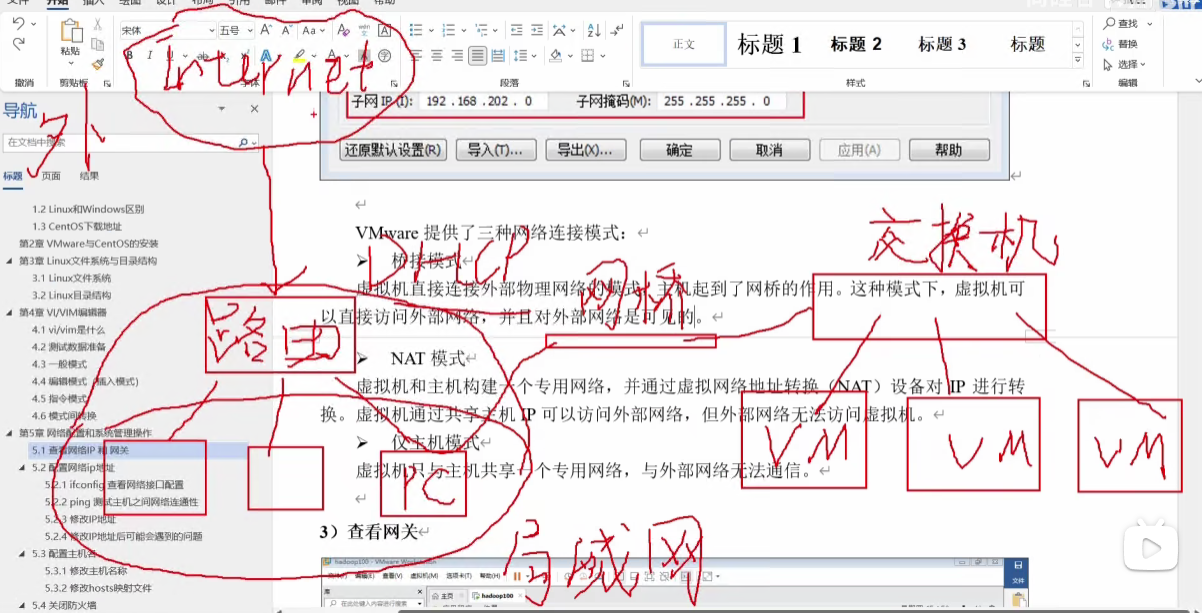 开始
宋体
五号
粘贴
撤消
剪贴板
段落
正文
标题 1
标题 2
标题 3
标题
样式
查找
替换
选择
编辑
Internet
外
导航
标题
页面
结果
1.2 Linux和Windows区别
1.3 CentOS下载地址
第2章 VMware与CentOS的安装
第3章 Linux文件系统与目录结构
3.1 Linux文件系统
3.2 Linux目录结构
第4章 VI/VIM编辑器
4.1 vi/vim是什么
4.2 测试数据准备
4.3 一般模式
4.4 编辑模式（插入模式）
4.5 指令模式
4.6 模式间转换
第5章 网络配置和系统管理操作
5.1 查看网络IP 和 网关
5.2 配置网络ip地址
5.2.1 ifconfig 查看网络接口配置
5.2.2 ping 测试主机之间网络连通性
5.2.3 修改IP地址
5.2.4 修改IP地址后可能会遇到的问题
5.3 配置主机名
5.3.1 修改主机名称
5.3.2 修改hosts映射文件
5.4 关闭防火墙
子网 IP(I): 192 .168 .202 . 0 子网掩码(M): 255 .255 .255 . 0
还原默认设置(R) 导入(T)... 导出(X)... 确定 取消 应用(A) 帮助
VMware 提供了三种网络连接模式：
桥接模式
虚拟机直接连接外部物理网络的模式，主机起到了网桥的作用。这种模式下，虚拟机可
以直接访问外部网络，并且对外部网络是可见的。
NAT 模式
虚拟机和主机构建一个专用网络，并通过虚拟网络地址转换（NAT）设备对 IP 进行转
换。虚拟机通过共享主机 IP 可以访问外部网络，但外部网络无法访问虚拟机。
仅主机模式
虚拟机只与主机共享一个专用网络，与外部网络无法通信。
3）查看网关
DHCP
路由
网桥
交换机
PC
VM
VM
VM
局域网
hadoop100 - VMware Workstation
编辑(E) 查看(V) 虚拟机(M) 选项卡(T) 帮助(H)
库
在此处键入内容进行搜索
主页
hadoop100
文件